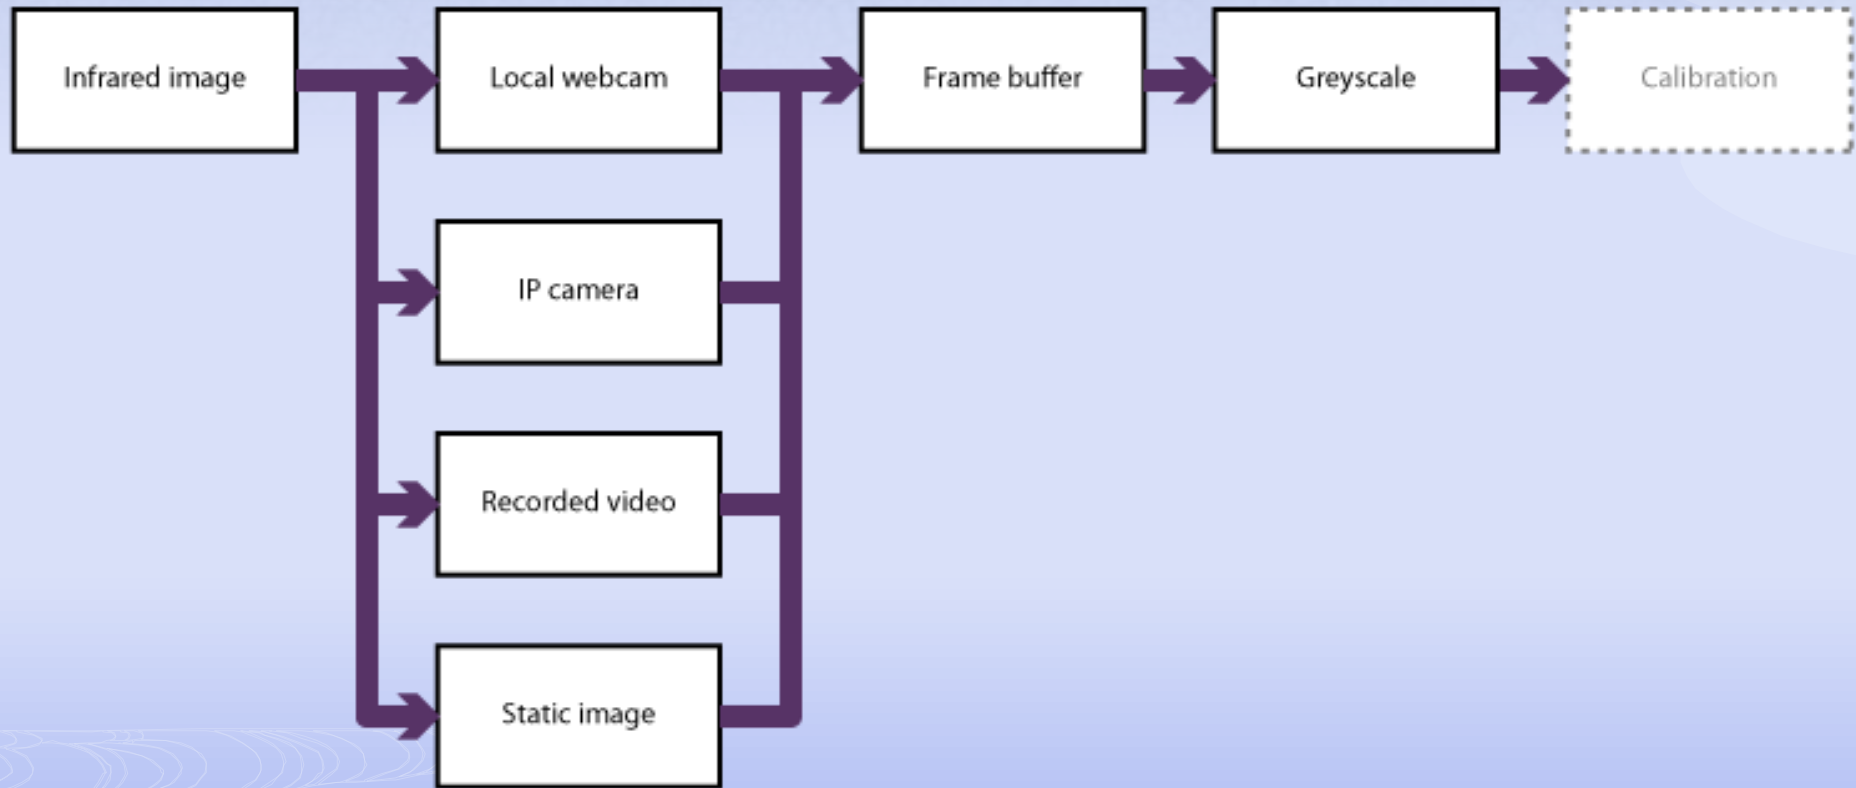 Infrared image
Local webcam
Frame buffer
Greyscale
Calibration
IP camera
Recorded video
Static image